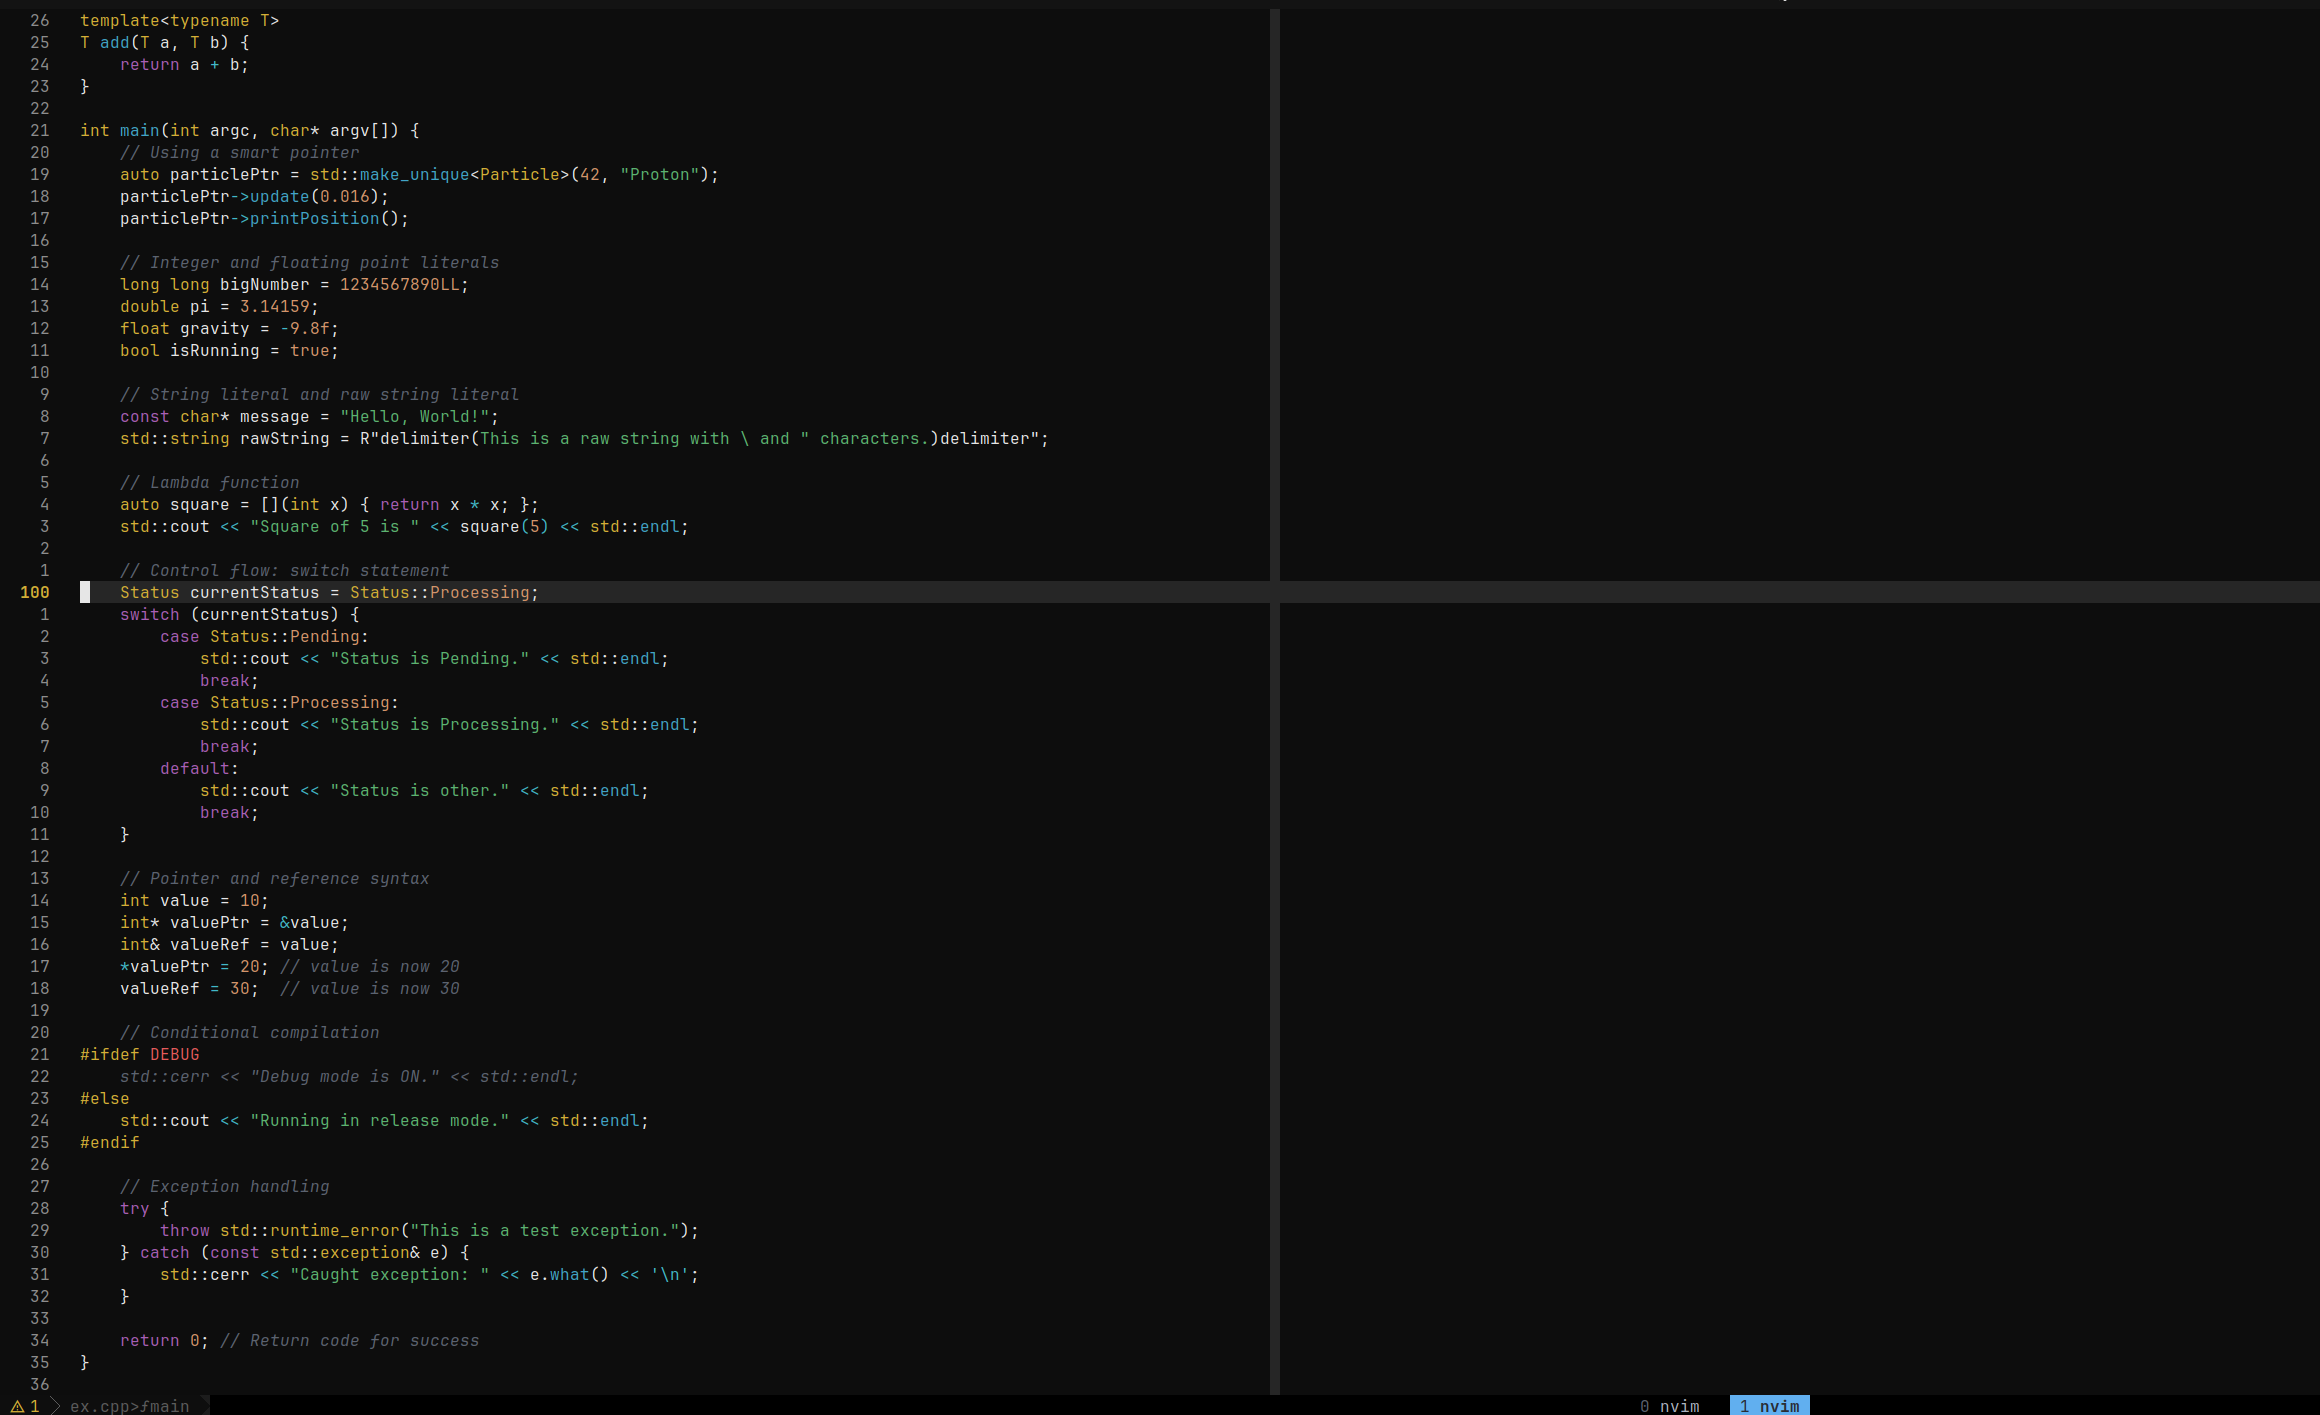 26 template<typename T>
25 T add(T a, T b) {
24     return a + b;
23 }
22
21 int main(int argc, char* argv[]) {
20     // Using a smart pointer
19     auto particlePtr = std::make_unique<Particle>(42, "Proton");
18     particlePtr->update(0.016);
17     particlePtr->printPosition();
16
15     // Integer and floating point literals
14     long long bigNumber = 1234567890LL;
13     double pi = 3.14159;
12     float gravity = -9.8f;
11     bool isRunning = true;
10
9     // String literal and raw string literal
8     const char* message = "Hello, World!";
7     std::string rawString = R"delimiter(This is a raw string with \ and " characters.)delimiter";
6
5     // Lambda function
4     auto square = [](int x) { return x * x; };
3     std::cout << "Square of 5 is " << square(5) << std::endl;
2
1     // Control flow: switch statement
100     Status currentStatus = Status::Processing;
1     switch (currentStatus) {
2         case Status::Pending:
3             std::cout << "Status is Pending." << std::endl;
4             break;
5         case Status::Processing:
6             std::cout << "Status is Processing." << std::endl;
7             break;
8         default:
9             std::cout << "Status is other." << std::endl;
10             break;
11     }
12
13     // Pointer and reference syntax
14     int value = 10;
15     int* valuePtr = &value;
16     int& valueRef = value;
17     *valuePtr = 20; // value is now 20
18     valueRef = 30;  // value is now 30
19
20     // Conditional compilation
21 #ifdef DEBUG
22     std::cerr << "Debug mode is ON." << std::endl;
23 #else
24     std::cout << "Running in release mode." << std::endl;
25 #endif
26
27     // Exception handling
28     try {
29         throw std::runtime_error("This is a test exception.");
30     } catch (const std::exception& e) {
31         std::cerr << "Caught exception: " << e.what() << '\n';
32     }
33
34     return 0; // Return code for success
35 }
36
⚠ 1 ex.cpp>ƒmain 0 nvim 1 nvim